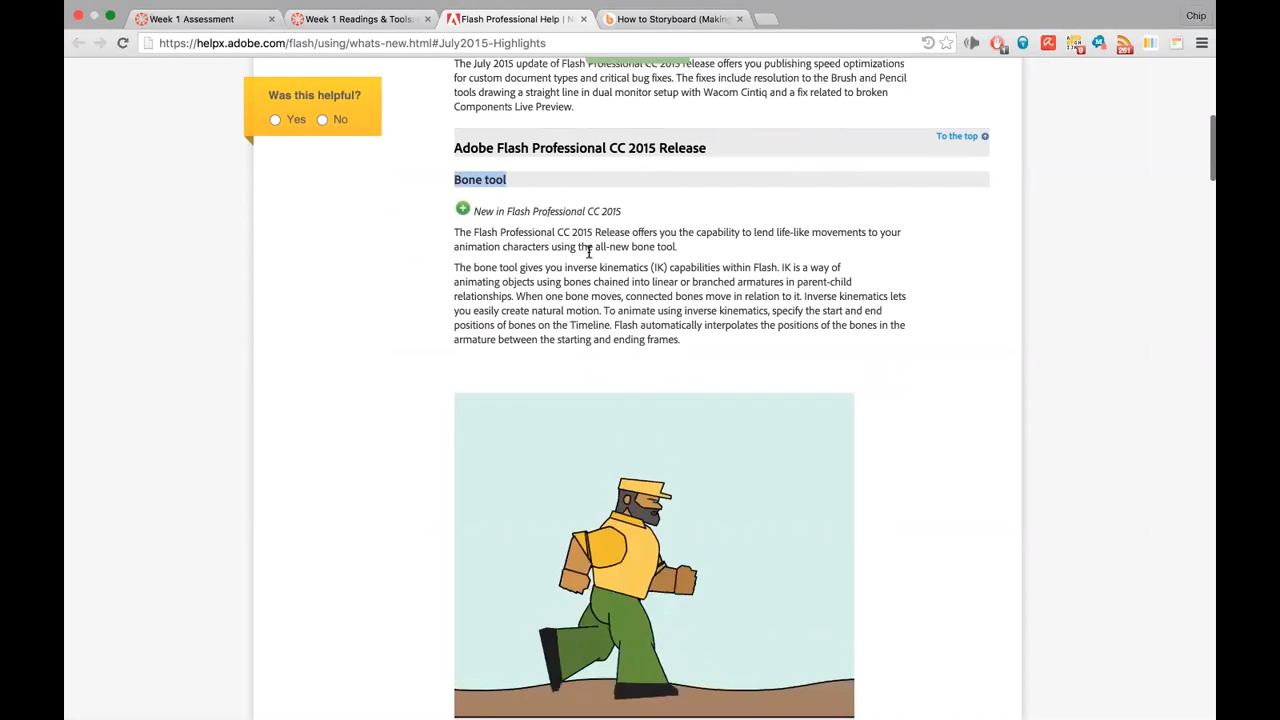 Week 1 Assessment
Week 1 Readings & Tools:
Flash Professional Help | N
How to Storyboard (Making
Chip
https://helpx.adobe.com/flash/using/whats-new.html#July2015-Highlights
261
The July 2015 update of Flash Professional CC 2015 Release offers you publishing speed optimizations
for custom document types and critical bug fixes. The fixes include resolution to the Brush and Pencil
tools drawing a straight line in dual monitor setup with Wacom Cintiq and a fix related to broken
Components Live Preview.
Was this helpful?
Yes No
To the top
Adobe Flash Professional CC 2015 Release
Bone tool
New in Flash Professional CC 2015
The Flash Professional CC 2015 Release offers you the capability to lend life-like movements to your
animation characters using the all-new bone tool.
The bone tool gives you inverse kinematics (IK) capabilities within Flash. IK is a way of
animating objects using bones chained into linear or branched armatures in parent-child
relationships. When one bone moves, connected bones move in relation to it. Inverse kinematics lets
you easily create natural motion. To animate using inverse kinematics, specify the start and end
positions of bones on the Timeline. Flash automatically interpolates the positions of the bones in the
armature between the starting and ending frames.